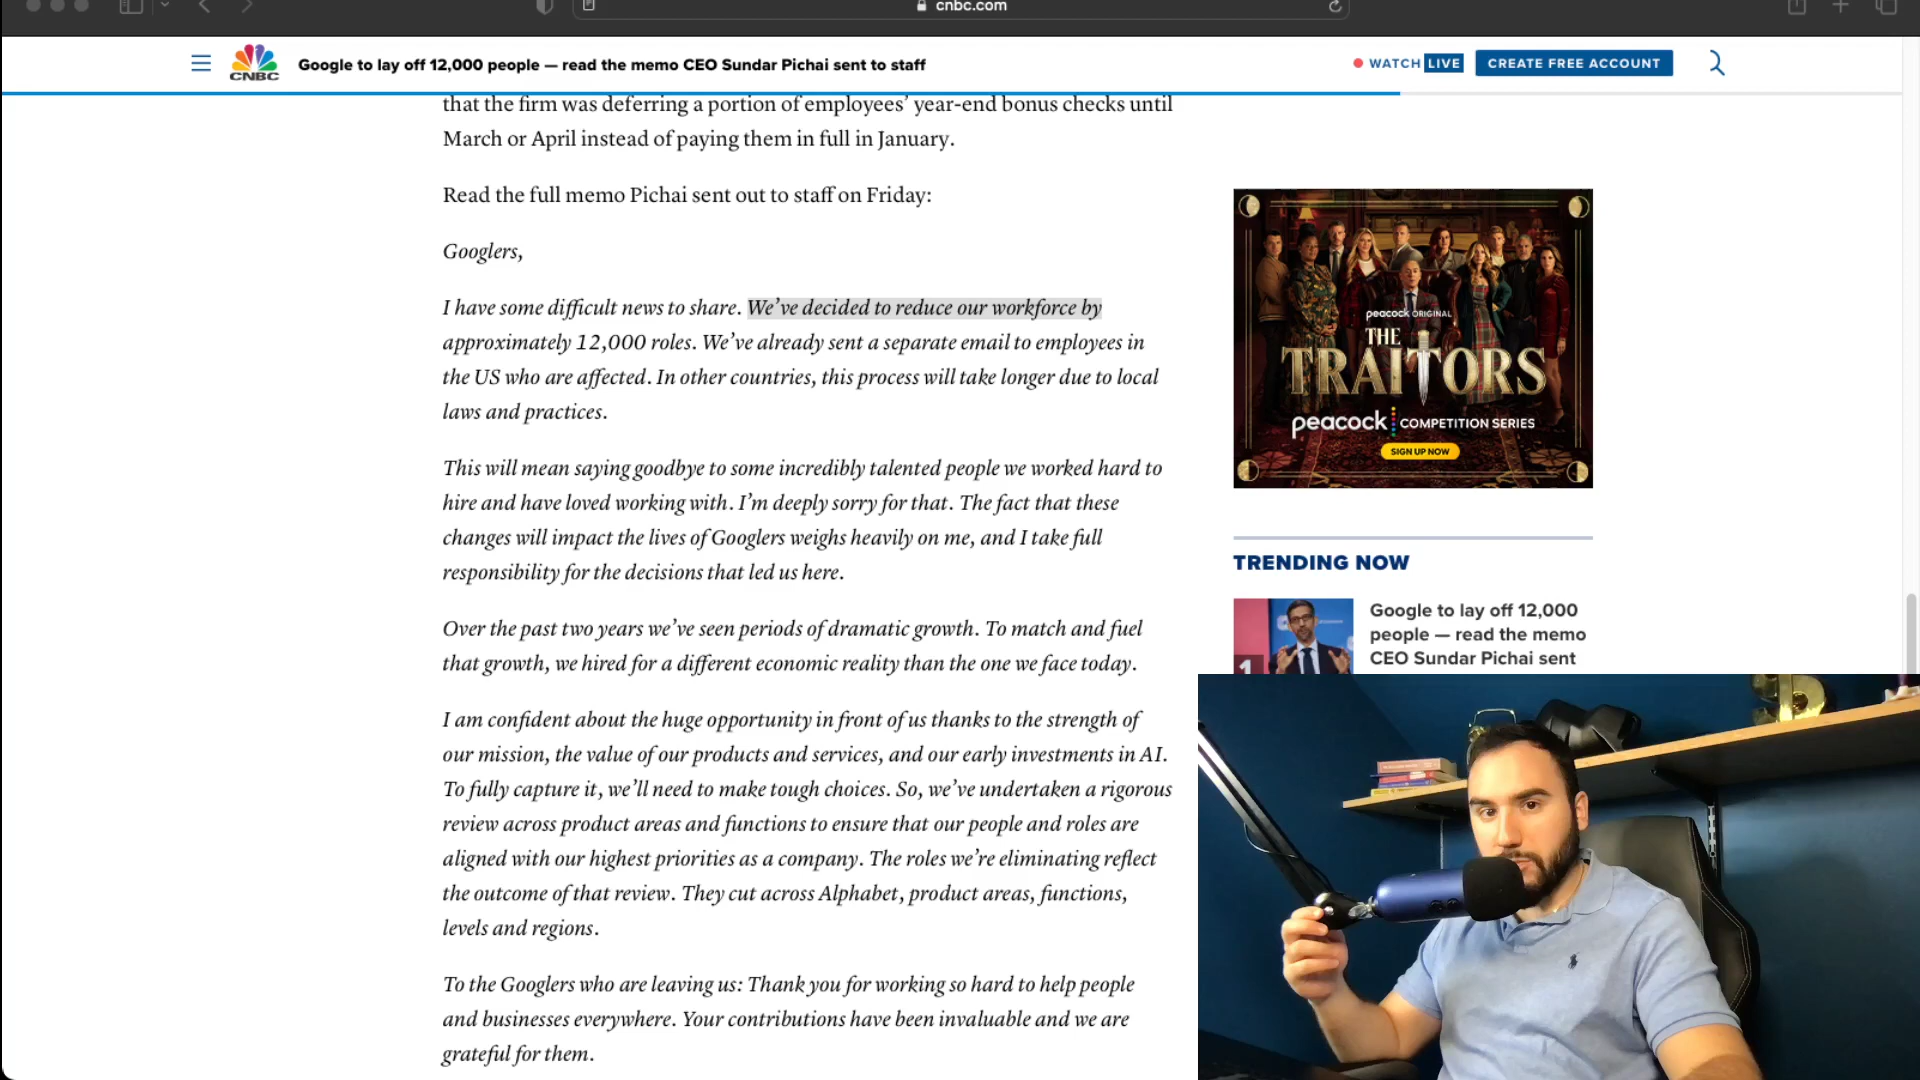 cnbc.com
CNBC
Google to lay off 12,000 people — read the memo CEO Sundar Pichai sent to staff
WATCH LIVE
CREATE FREE ACCOUNT
that the firm was deferring a portion of employees’ year-end bonus checks until
March or April instead of paying them in full in January.
Read the full memo Pichai sent out to staff on Friday:
Googlers,
I have some difficult news to share. We’ve decided to reduce our workforce by
approximately 12,000 roles. We’ve already sent a separate email to employees in
the US who are affected. In other countries, this process will take longer due to local
laws and practices.
This will mean saying goodbye to some incredibly talented people we worked hard to
hire and have loved working with. I’m deeply sorry for that. The fact that these
changes will impact the lives of Googlers weighs heavily on me, and I take full
responsibility for the decisions that led us here.
Over the past two years we’ve seen periods of dramatic growth. To match and fuel
that growth, we hired for a different economic reality than the one we face today.
I am confident about the huge opportunity in front of us thanks to the strength of
our mission, the value of our products and services, and our early investments in AI.
To fully capture it, we’ll need to make tough choices. So, we’ve undertaken a rigorous
review across product areas and functions to ensure that our people and roles are
aligned with our highest priorities as a company. The roles we’re eliminating reflect
the outcome of that review. They cut across Alphabet, product areas, functions,
levels and regions.
To the Googlers who are leaving us: Thank you for working so hard to help people
and businesses everywhere. Your contributions have been invaluable and we are
grateful for them.
peacock ORIGINAL
THE
TRAITORS
peacock COMPETITION SERIES
SIGN UP NOW
TRENDING NOW
1
Google to lay off 12,000
people — read the memo
CEO Sundar Pichai sent